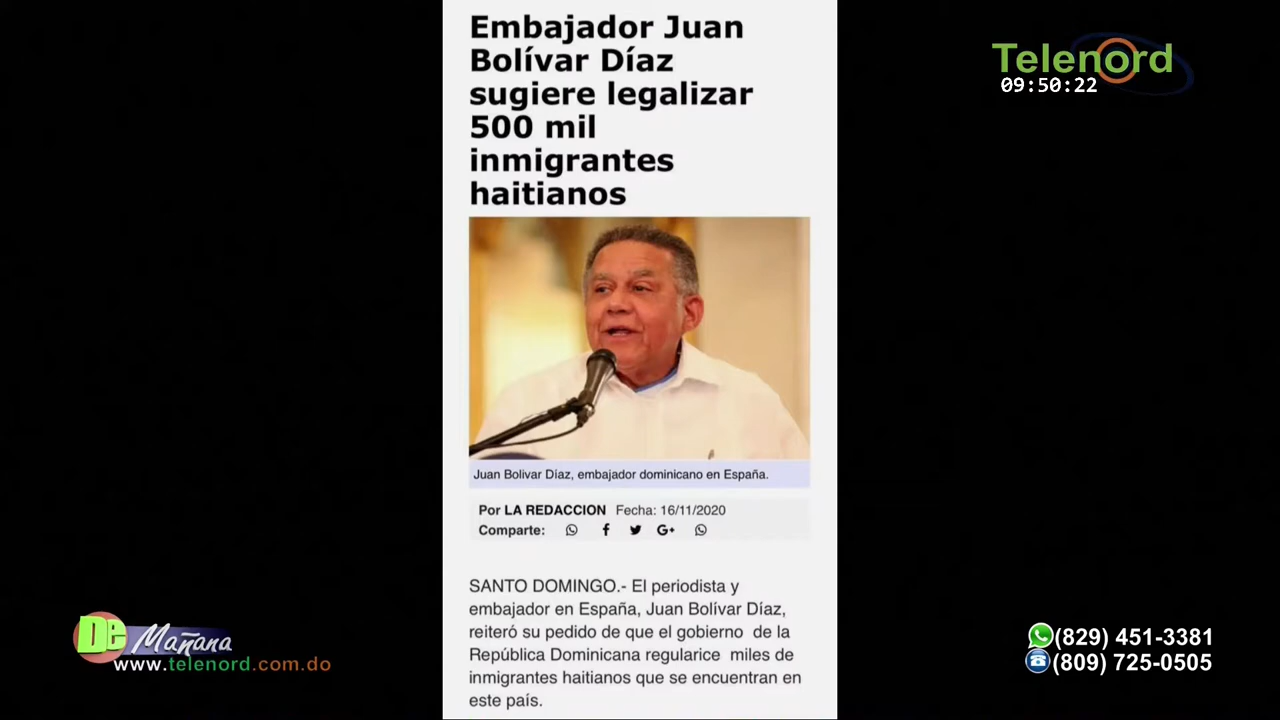 Embajador Juan
Bolívar Díaz
sugiere legalizar
500 mil
inmigrantes
haitianos
Juan Bolivar Díaz, embajador dominicano en España.
Por LA REDACCION Fecha: 16/11/2020
Comparte:
SANTO DOMINGO.- El periodista y
embajador en España, Juan Bolívar Díaz,
reiteró su pedido de que el gobierno de la
República Dominicana regularice miles de
inmigrantes haitianos que se encuentran en
este país.
Telenord
09:50:22
De Mañana
www.telenord.com.do
(829) 451-3381
(809) 725-0505